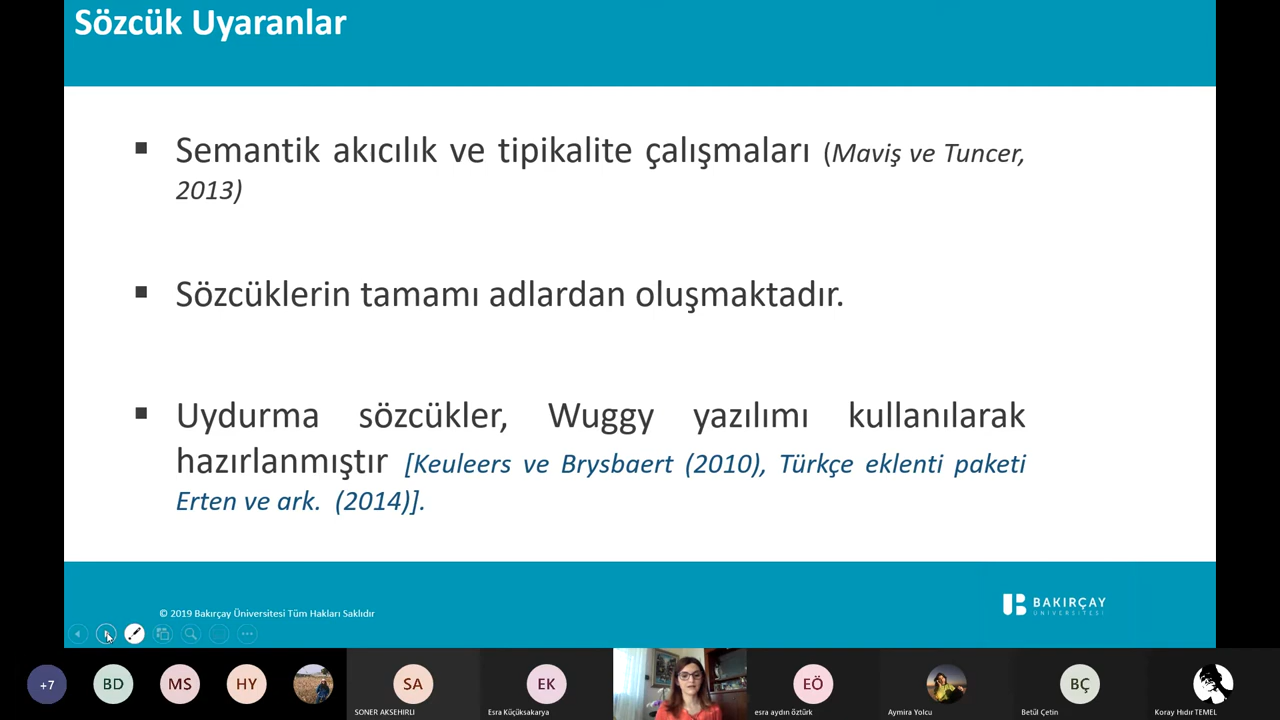 Sözcük Uyaranlar
▪ Semantik akıcılık ve tipikalite çalışmaları (Maviş ve Tuncer,
2013)
▪ Sözcüklerin tamamı adlardan oluşmaktadır.
▪ Uydurma sözcükler, Wuggy yazılımı kullanılarak
hazırlanmıştır [Keuleers ve Brysbaert (2010), Türkçe eklenti paketi
Erten ve ark. (2014)].
© 2019 Bakırçay Üniversitesi Tüm Hakları Saklıdır
BAKIRÇAY
ÜNİVERSİTESİ
+7 BD MS HY SA EK EÖ BÇ
SONER AKSEHIRLI Esra Küçüksakarya esra aydın öztürk Aymira Yolcu Betül Çetin Koray Hıdır TEMEL